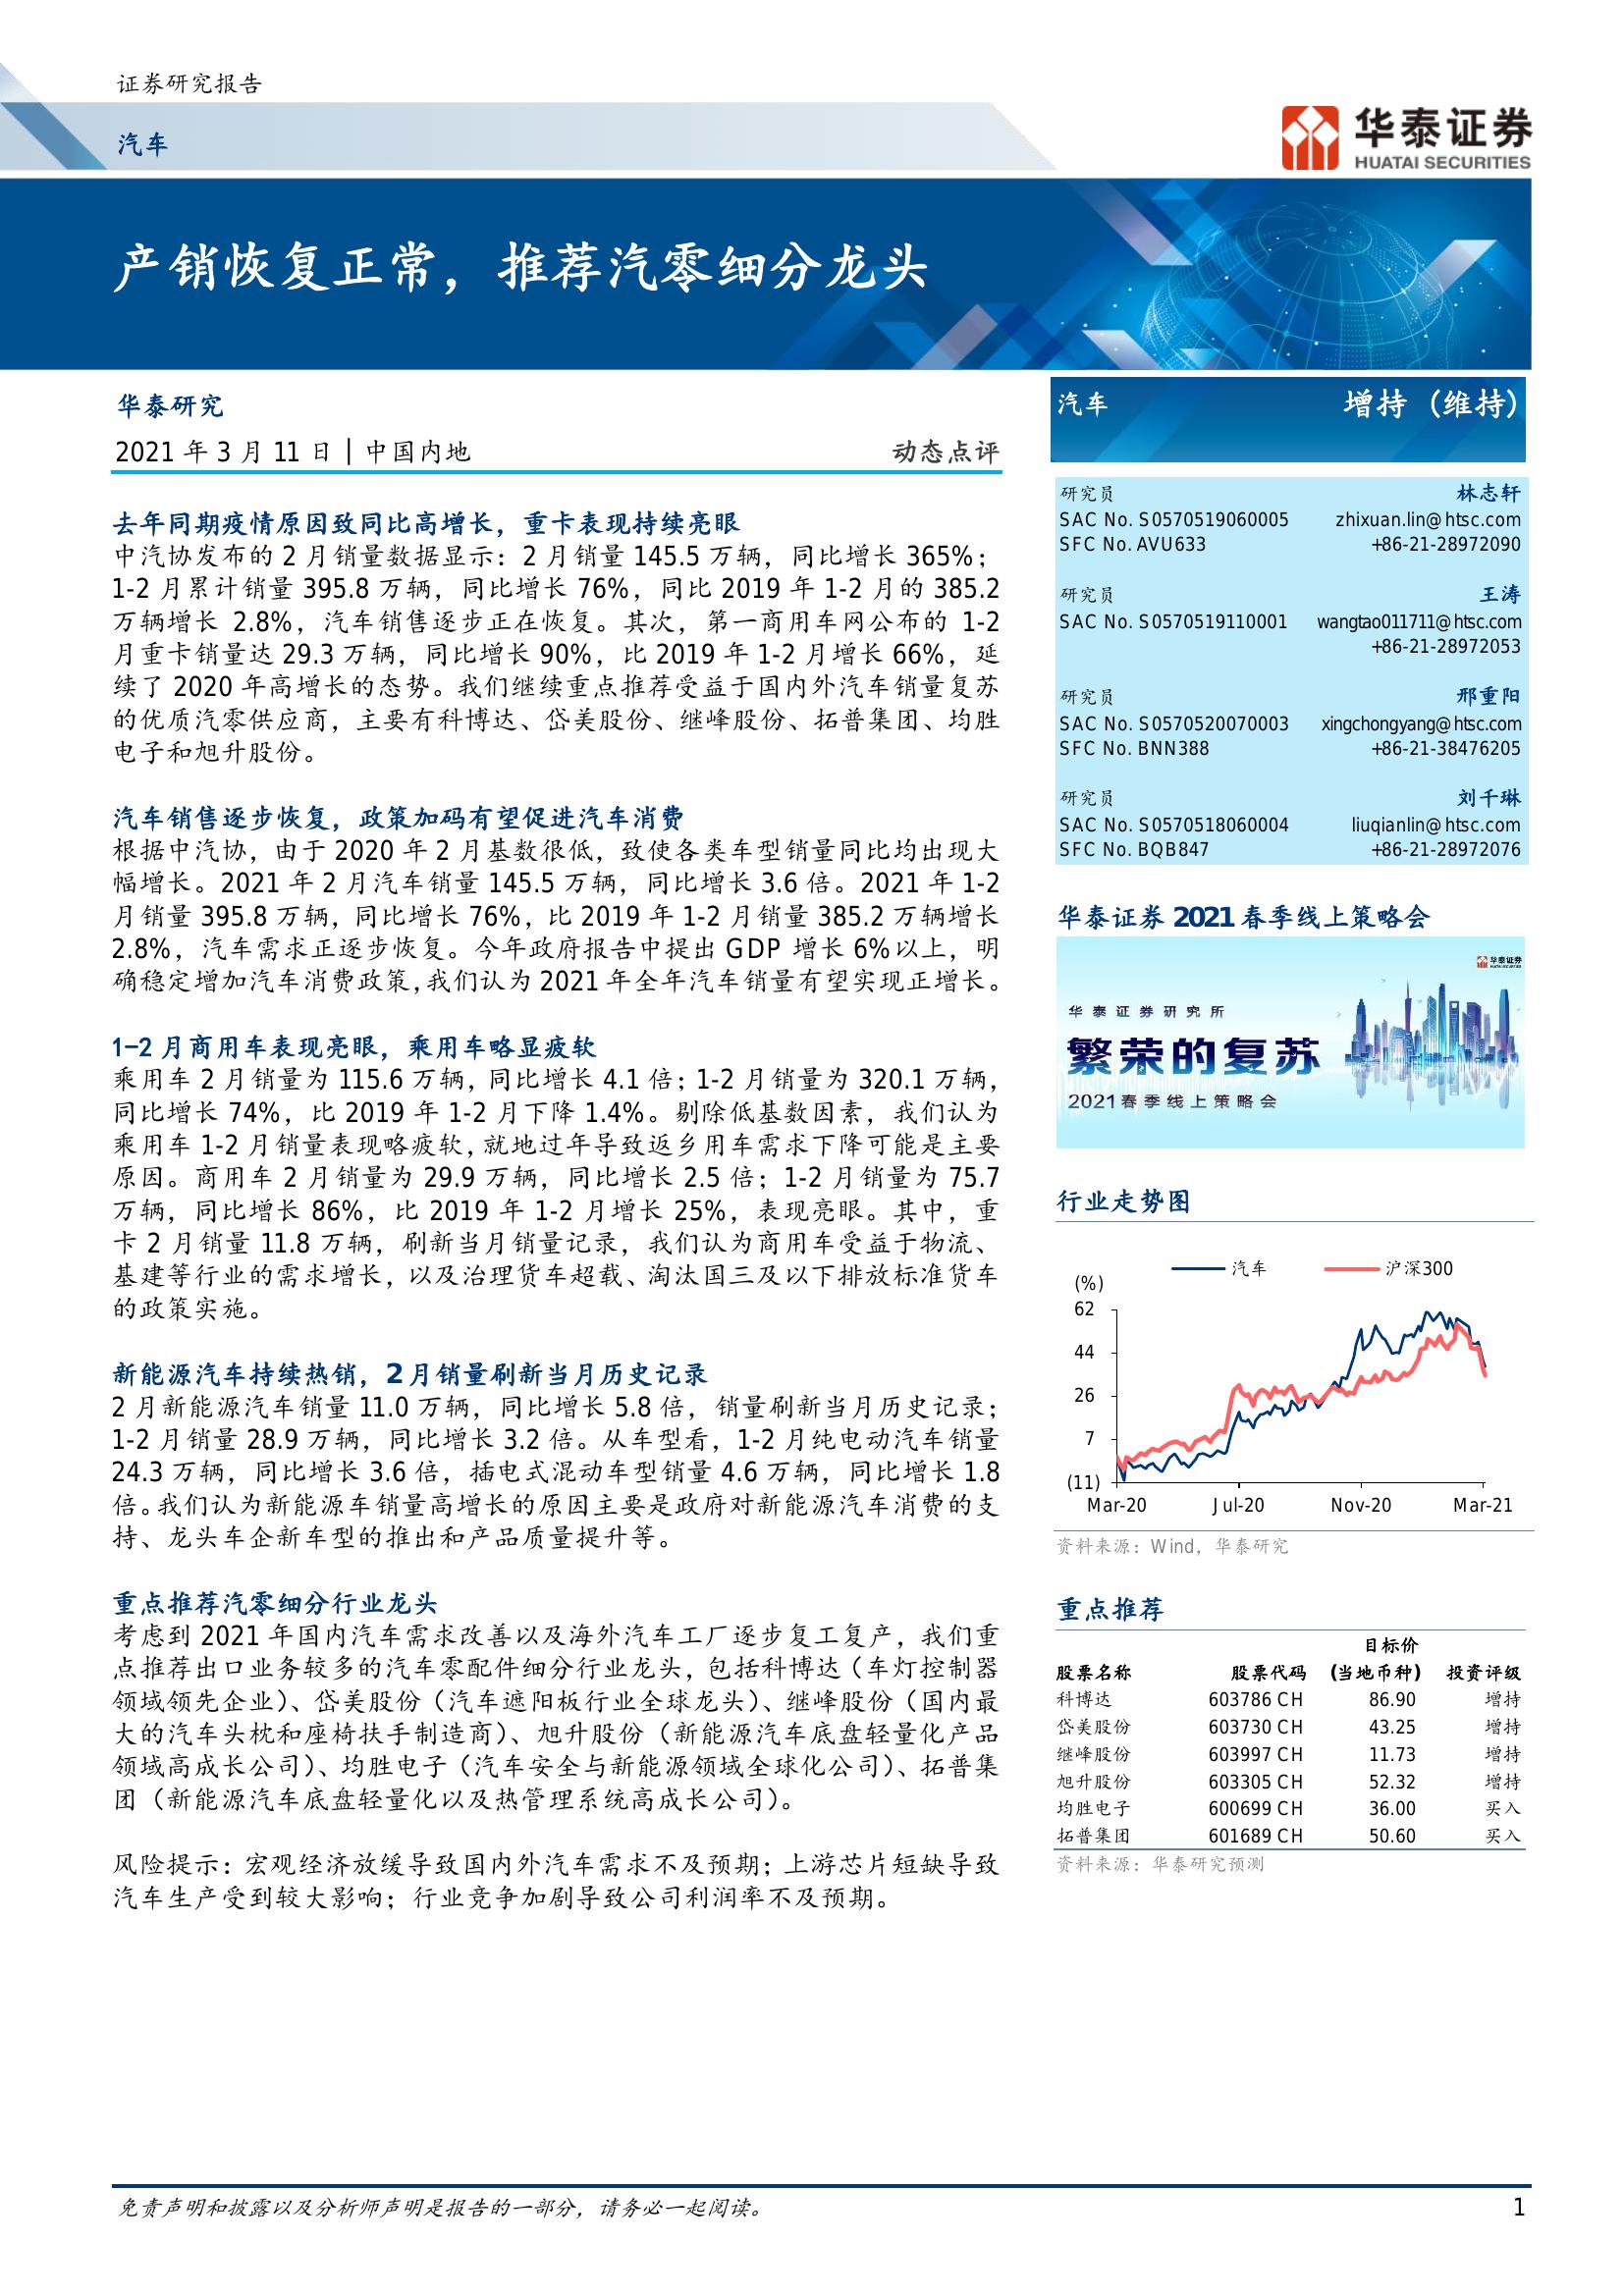 证券研究报告
汽车
华泰证券
HUATAI SECURITIES
产销恢复正常，推荐汽零细分龙头
华泰研究
2021 年 3 月 11 日 | 中国内地
动态点评
去年同期疫情原因致同比高增长，重卡表现持续亮眼
中汽协发布的 2 月销量数据显示：2 月销量 145.5 万辆，同比增长 365%；
1-2 月累计销量 395.8 万辆，同比增长 76%，同比 2019 年 1-2 月的 385.2
万辆增长 2.8%，汽车销售逐步正在恢复。其次，第一商用车网公布的 1-2
月重卡销量达 29.3 万辆，同比增长 90%，比 2019 年 1-2 月增长 66%，延
续了 2020 年高增长的态势。我们继续重点推荐受益于国内外汽车销量复苏
的优质汽零供应商，主要有科博达、岱美股份、继峰股份、拓普集团、均胜
电子和旭升股份。
汽车销售逐步恢复，政策加码有望促进汽车消费
根据中汽协，由于 2020 年 2 月基数很低，致使各类车型销量同比均出现大
幅增长。2021 年 2 月汽车销量 145.5 万辆，同比增长 3.6 倍。2021 年 1-2
月销量 395.8 万辆，同比增长 76%，比 2019 年 1-2 月销量 385.2 万辆增长
2.8%，汽车需求正逐步恢复。今年政府报告中提出 GDP 增长 6%以上，明
确稳定增加汽车消费政策，我们认为 2021 年全年汽车销量有望实现正增长。
1-2 月商用车表现亮眼，乘用车略显疲软
乘用车 2 月销量为 115.6 万辆，同比增长 4.1 倍；1-2 月销量为 320.1 万辆，
同比增长 74%，比 2019 年 1-2 月下降 1.4%。剔除低基数因素，我们认为
乘用车 1-2 月销量表现略疲软，就地过年导致返乡用车需求下降可能是主要
原因。商用车 2 月销量为 29.9 万辆，同比增长 2.5 倍；1-2 月销量为 75.7
万辆，同比增长 86%，比 2019 年 1-2 月增长 25%，表现亮眼。其中，重
卡 2 月销量 11.8 万辆，刷新当月销量记录，我们认为商用车受益于物流、
基建等行业的需求增长，以及治理货车超载、淘汰国三及以下排放标准货车
的政策实施。
新能源汽车持续热销，2 月销量刷新当月历史记录
2 月新能源汽车销量 11.0 万辆，同比增长 5.8 倍，销量刷新当月历史记录；
1-2 月销量 28.9 万辆，同比增长 3.2 倍。从车型看，1-2 月纯电动汽车销量
24.3 万辆，同比增长 3.6 倍，插电式混动车型销量 4.6 万辆，同比增长 1.8
倍。我们认为新能源车销量高增长的原因主要是政府对新能源汽车消费的支
持、龙头车企新车型的推出和产品质量提升等。
重点推荐汽零细分行业龙头
考虑到 2021 年国内汽车需求改善以及海外汽车工厂逐步复工复产，我们重
点推荐出口业务较多的汽车零配件细分行业龙头，包括科博达（车灯控制器
领域领先企业）、岱美股份（汽车遮阳板行业全球龙头）、继峰股份（国内最
大的汽车头枕和座椅扶手制造商）、旭升股份（新能源汽车底盘轻量化产品
领域高成长公司）、均胜电子（汽车安全与新能源领域全球化公司）、拓普集
团（新能源汽车底盘轻量化以及热管理系统高成长公司）。
风险提示：宏观经济放缓导致国内外汽车需求不及预期；上游芯片短缺导致
汽车生产受到较大影响；行业竞争加剧导致公司利润率不及预期。
汽车 增持（维持）
研究员 林志轩
SAC No. S0570519060005 zhixuan.lin@htsc.com
SFC No. AVU633 +86-21-28972090
研究员 王涛
SAC No. S0570519110001 wangtao011711@htsc.com
+86-21-28972053
研究员 邢重阳
SAC No. S0570520070003 xingchongyang@htsc.com
SFC No. BNN388 +86-21-38476205
研究员 刘千琳
SAC No. S0570518060004 liuqianlin@htsc.com
SFC No. BQB847 +86-21-28972076
华泰证券 2021 春季线上策略会
华泰证券
HUATAI SECURITIES
华泰证券研究所
繁荣的复苏
2021春季线上策略会
行业走势图
汽车 沪深300
(%)
62
44
26
7
(11)
Mar-20 Jul-20 Nov-20 Mar-21
资料来源：Wind，华泰研究
重点推荐
目标价
股票名称 股票代码 (当地币种) 投资评级
科博达 603786 CH 86.90 增持
岱美股份 603730 CH 43.25 增持
继峰股份 603997 CH 11.73 增持
旭升股份 603305 CH 52.32 增持
均胜电子 600699 CH 36.00 买入
拓普集团 601689 CH 50.60 买入
资料来源：华泰研究预测
免责声明和披露以及分析师声明是报告的一部分，请务必一起阅读。 1